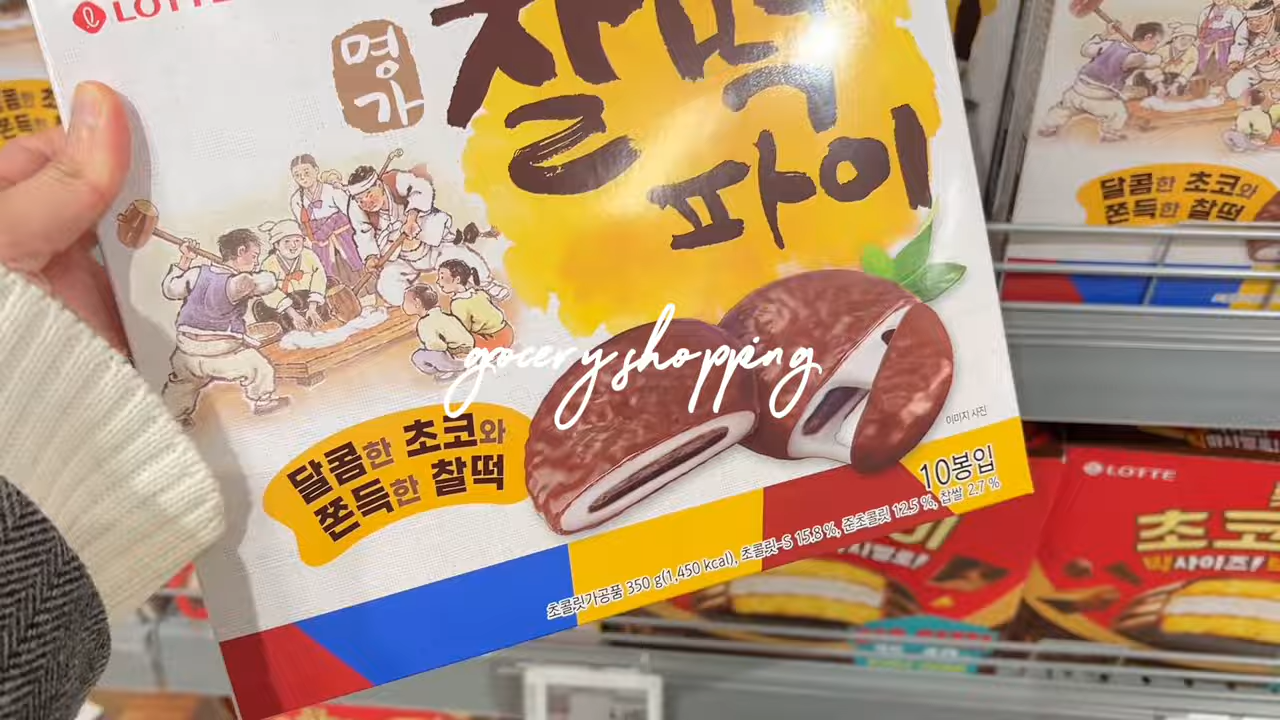 LOTTE
명가
찰떡
파이
달콤한 초코와
쫀득한 찰떡
gocery shopping
이미지 사진
10봉입
초콜릿가공품 350 g(1,450 kcal), 초콜릿-S 15.8 %, 준초콜릿 12.5 %, 찹쌀 2.7 %
달콤한 초코와
쫀득한 찰떡
LOTTE